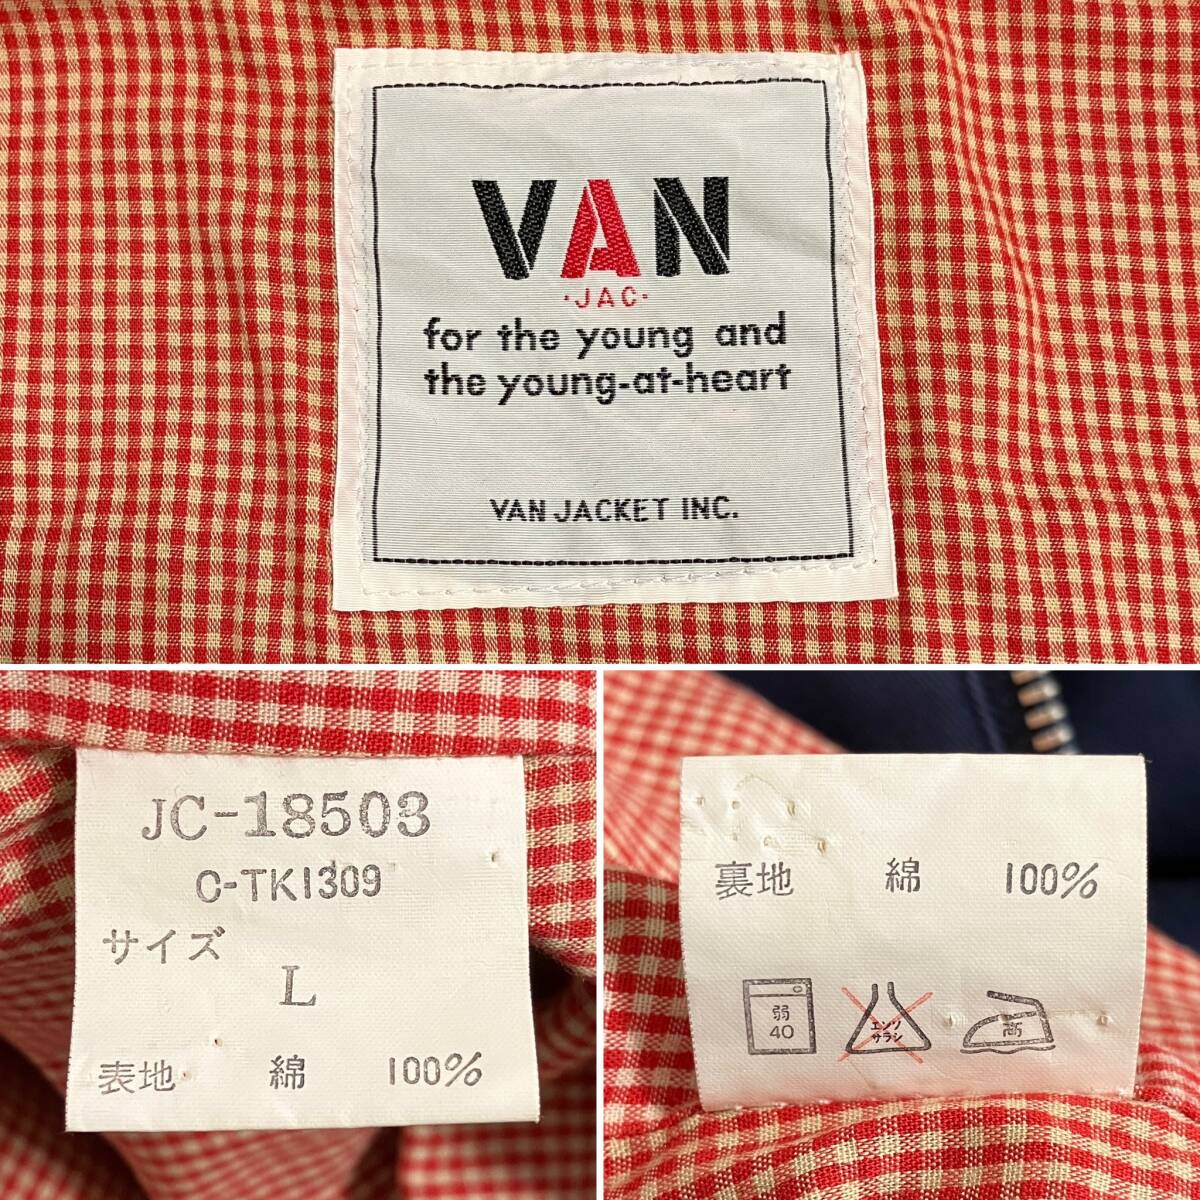 VAN
·JAC·
for the young and
the young-at-heart
VAN JACKET INC.
JC-18503
C-TK1309
サイズ
L
表地 綿 100%
裏地 綿 100%
弱
40
エンソ
サラシ
高